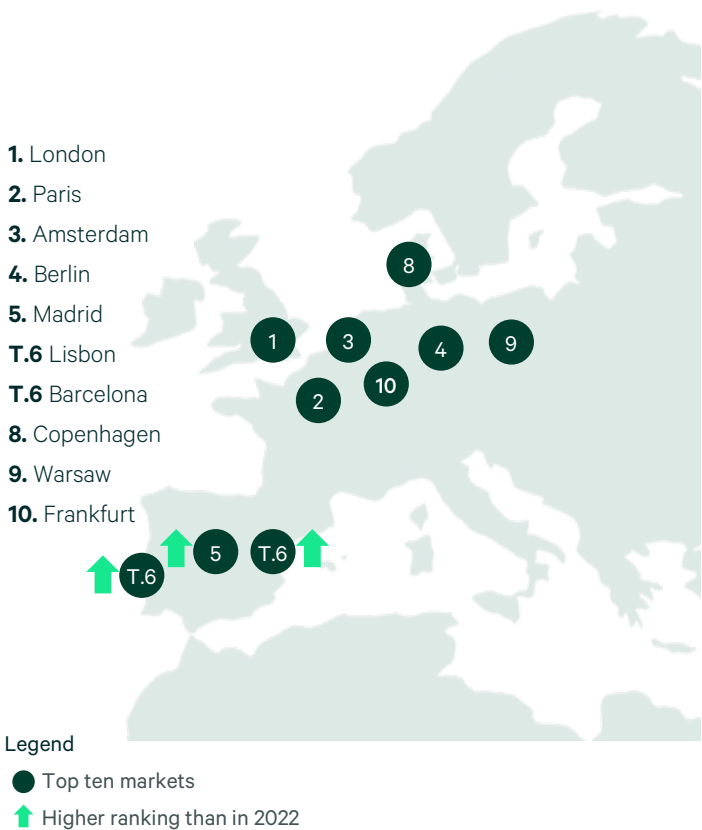 1. London
2. Paris
3. Amsterdam
4. Berlin
5. Madrid
T.6 Lisbon
T.6 Barcelona
8. Copenhagen
9. Warsaw
10. Frankfurt
8
1
3
4
9
10
2
5
T.6
T.6
Legend
Top ten markets
Higher ranking than in 2022